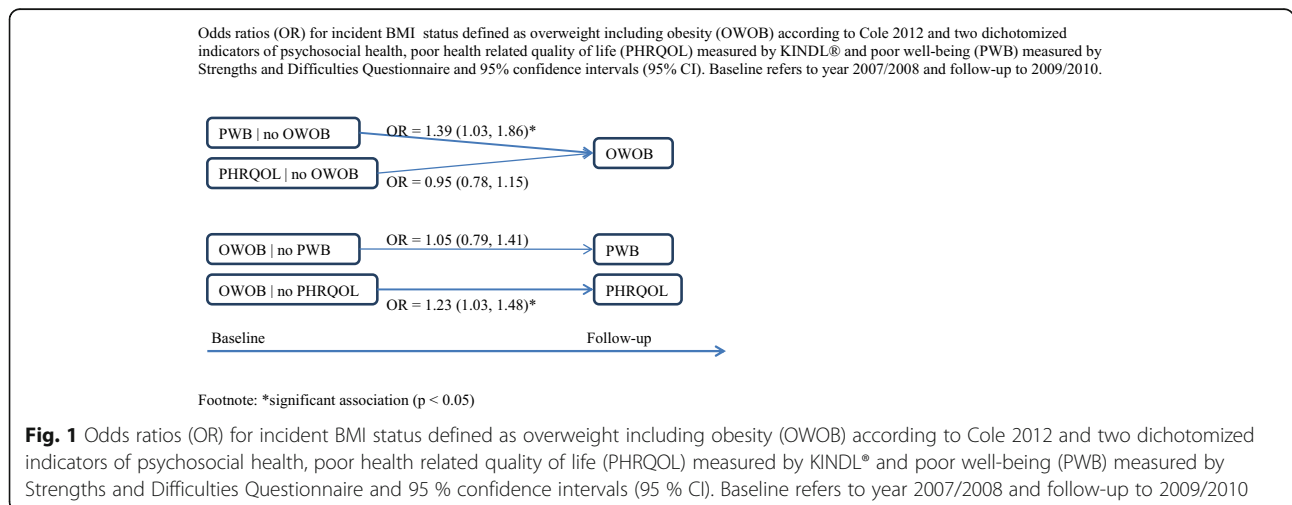 Odds ratios (OR) for incident BMI status defined as overweight including obesity (OWOB) according to Cole 2012 and two dichotomized
indicators of psychosocial health, poor health related quality of life (PHRQOL) measured by KINDL® and poor well-being (PWB) measured by
Strengths and Difficulties Questionnaire and 95% confidence intervals (95% CI). Baseline refers to year 2007/2008 and follow-up to 2009/2010.
PWB | no OWOB
OR = 1.39 (1.03, 1.86)*
OWOB
PHRQOL | no OWOB
OR = 0.95 (0.78, 1.15)
OWOB | no PWB
OR = 1.05 (0.79, 1.41)
PWB
OWOB | no PHRQOL
OR = 1.23 (1.03, 1.48)*
PHRQOL
Baseline
Follow-up
Footnote: *significant association (p < 0.05)
Fig. 1 Odds ratios (OR) for incident BMI status defined as overweight including obesity (OWOB) according to Cole 2012 and two dichotomized
indicators of psychosocial health, poor health related quality of life (PHRQOL) measured by KINDL® and poor well-being (PWB) measured by
Strengths and Difficulties Questionnaire and 95 % confidence intervals (95 % CI). Baseline refers to year 2007/2008 and follow-up to 2009/2010